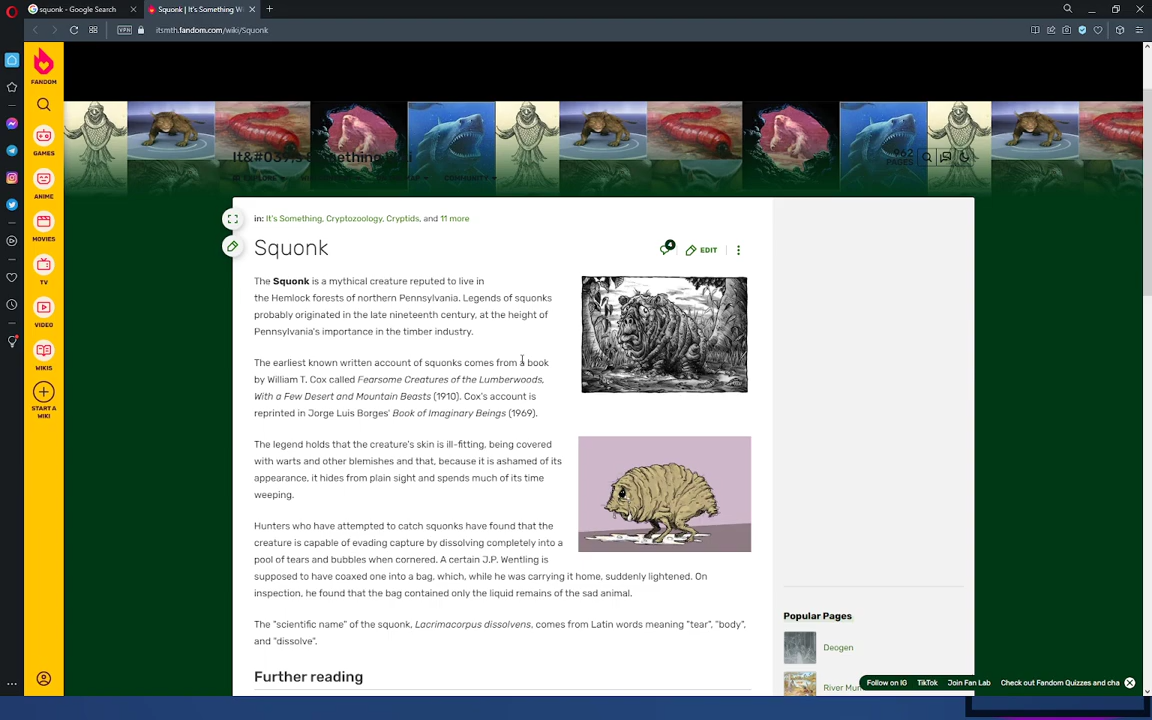 squonk - Google Search
Squonk | It's Something Wi
VPN
itsmth.fandom.com/wiki/Squonk
FANDOM
GAMES
ANIME
MOVIES
TV
VIDEO
WIKIS
START A
WIKI
It&#039;s Something Wiki
962
PAGES
COMMUNITY
in: It's Something, Cryptozoology, Cryptids, and 11 more
Squonk
4
EDIT
The Squonk is a mythical creature reputed to live in
the Hemlock forests of northern Pennsylvania. Legends of squonks
probably originated in the late nineteenth century, at the height of
Pennsylvania's importance in the timber industry.
The earliest known written account of squonks comes from a book
by William T. Cox called Fearsome Creatures of the Lumberwoods,
With a Few Desert and Mountain Beasts (1910). Cox's account is
reprinted in Jorge Luis Borges' Book of Imaginary Beings (1969).
The legend holds that the creature's skin is ill-fitting, being covered
with warts and other blemishes and that, because it is ashamed of its
appearance, it hides from plain sight and spends much of its time
weeping.
Hunters who have attempted to catch squonks have found that the
creature is capable of evading capture by dissolving completely into a
pool of tears and bubbles when cornered. A certain J.P. Wentling is
supposed to have coaxed one into a bag, which, while he was carrying it home, suddenly lightened. On
inspection, he found that the bag contained only the liquid remains of the sad animal.
The "scientific name" of the squonk, Lacrimacorpus dissolvens, comes from Latin words meaning "tear", "body",
and "dissolve".
Further reading
Popular Pages
Deogen
River Mun
Follow on IG
TikTok
Join Fan Lab
Check out Fandom Quizzes and cha